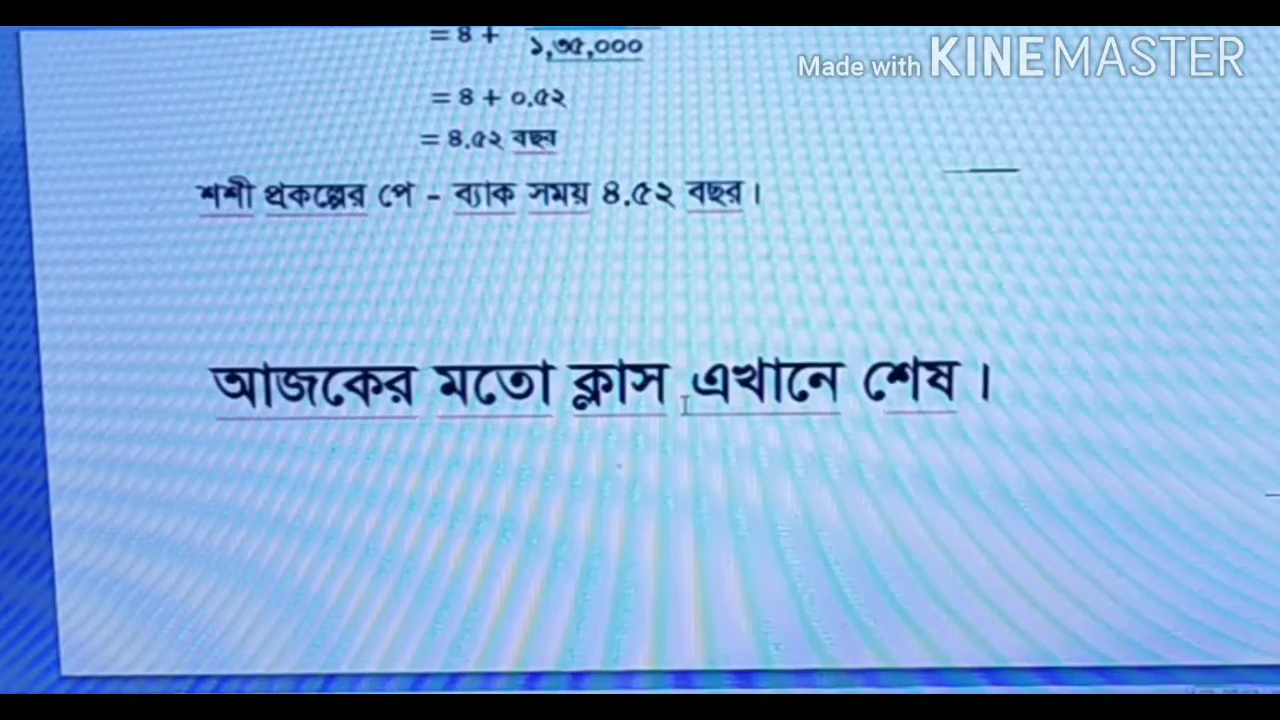 = ৪ +
১,৩৫,০০০
Made with KINEMASTER
= ৪ + ০.৫২
= ৪.৫২ বছর
শশী প্রকল্পের পে - ব্যাক সময় ৪.৫২ বছর।
আজকের মতো ক্লাস এখানে শেষ।